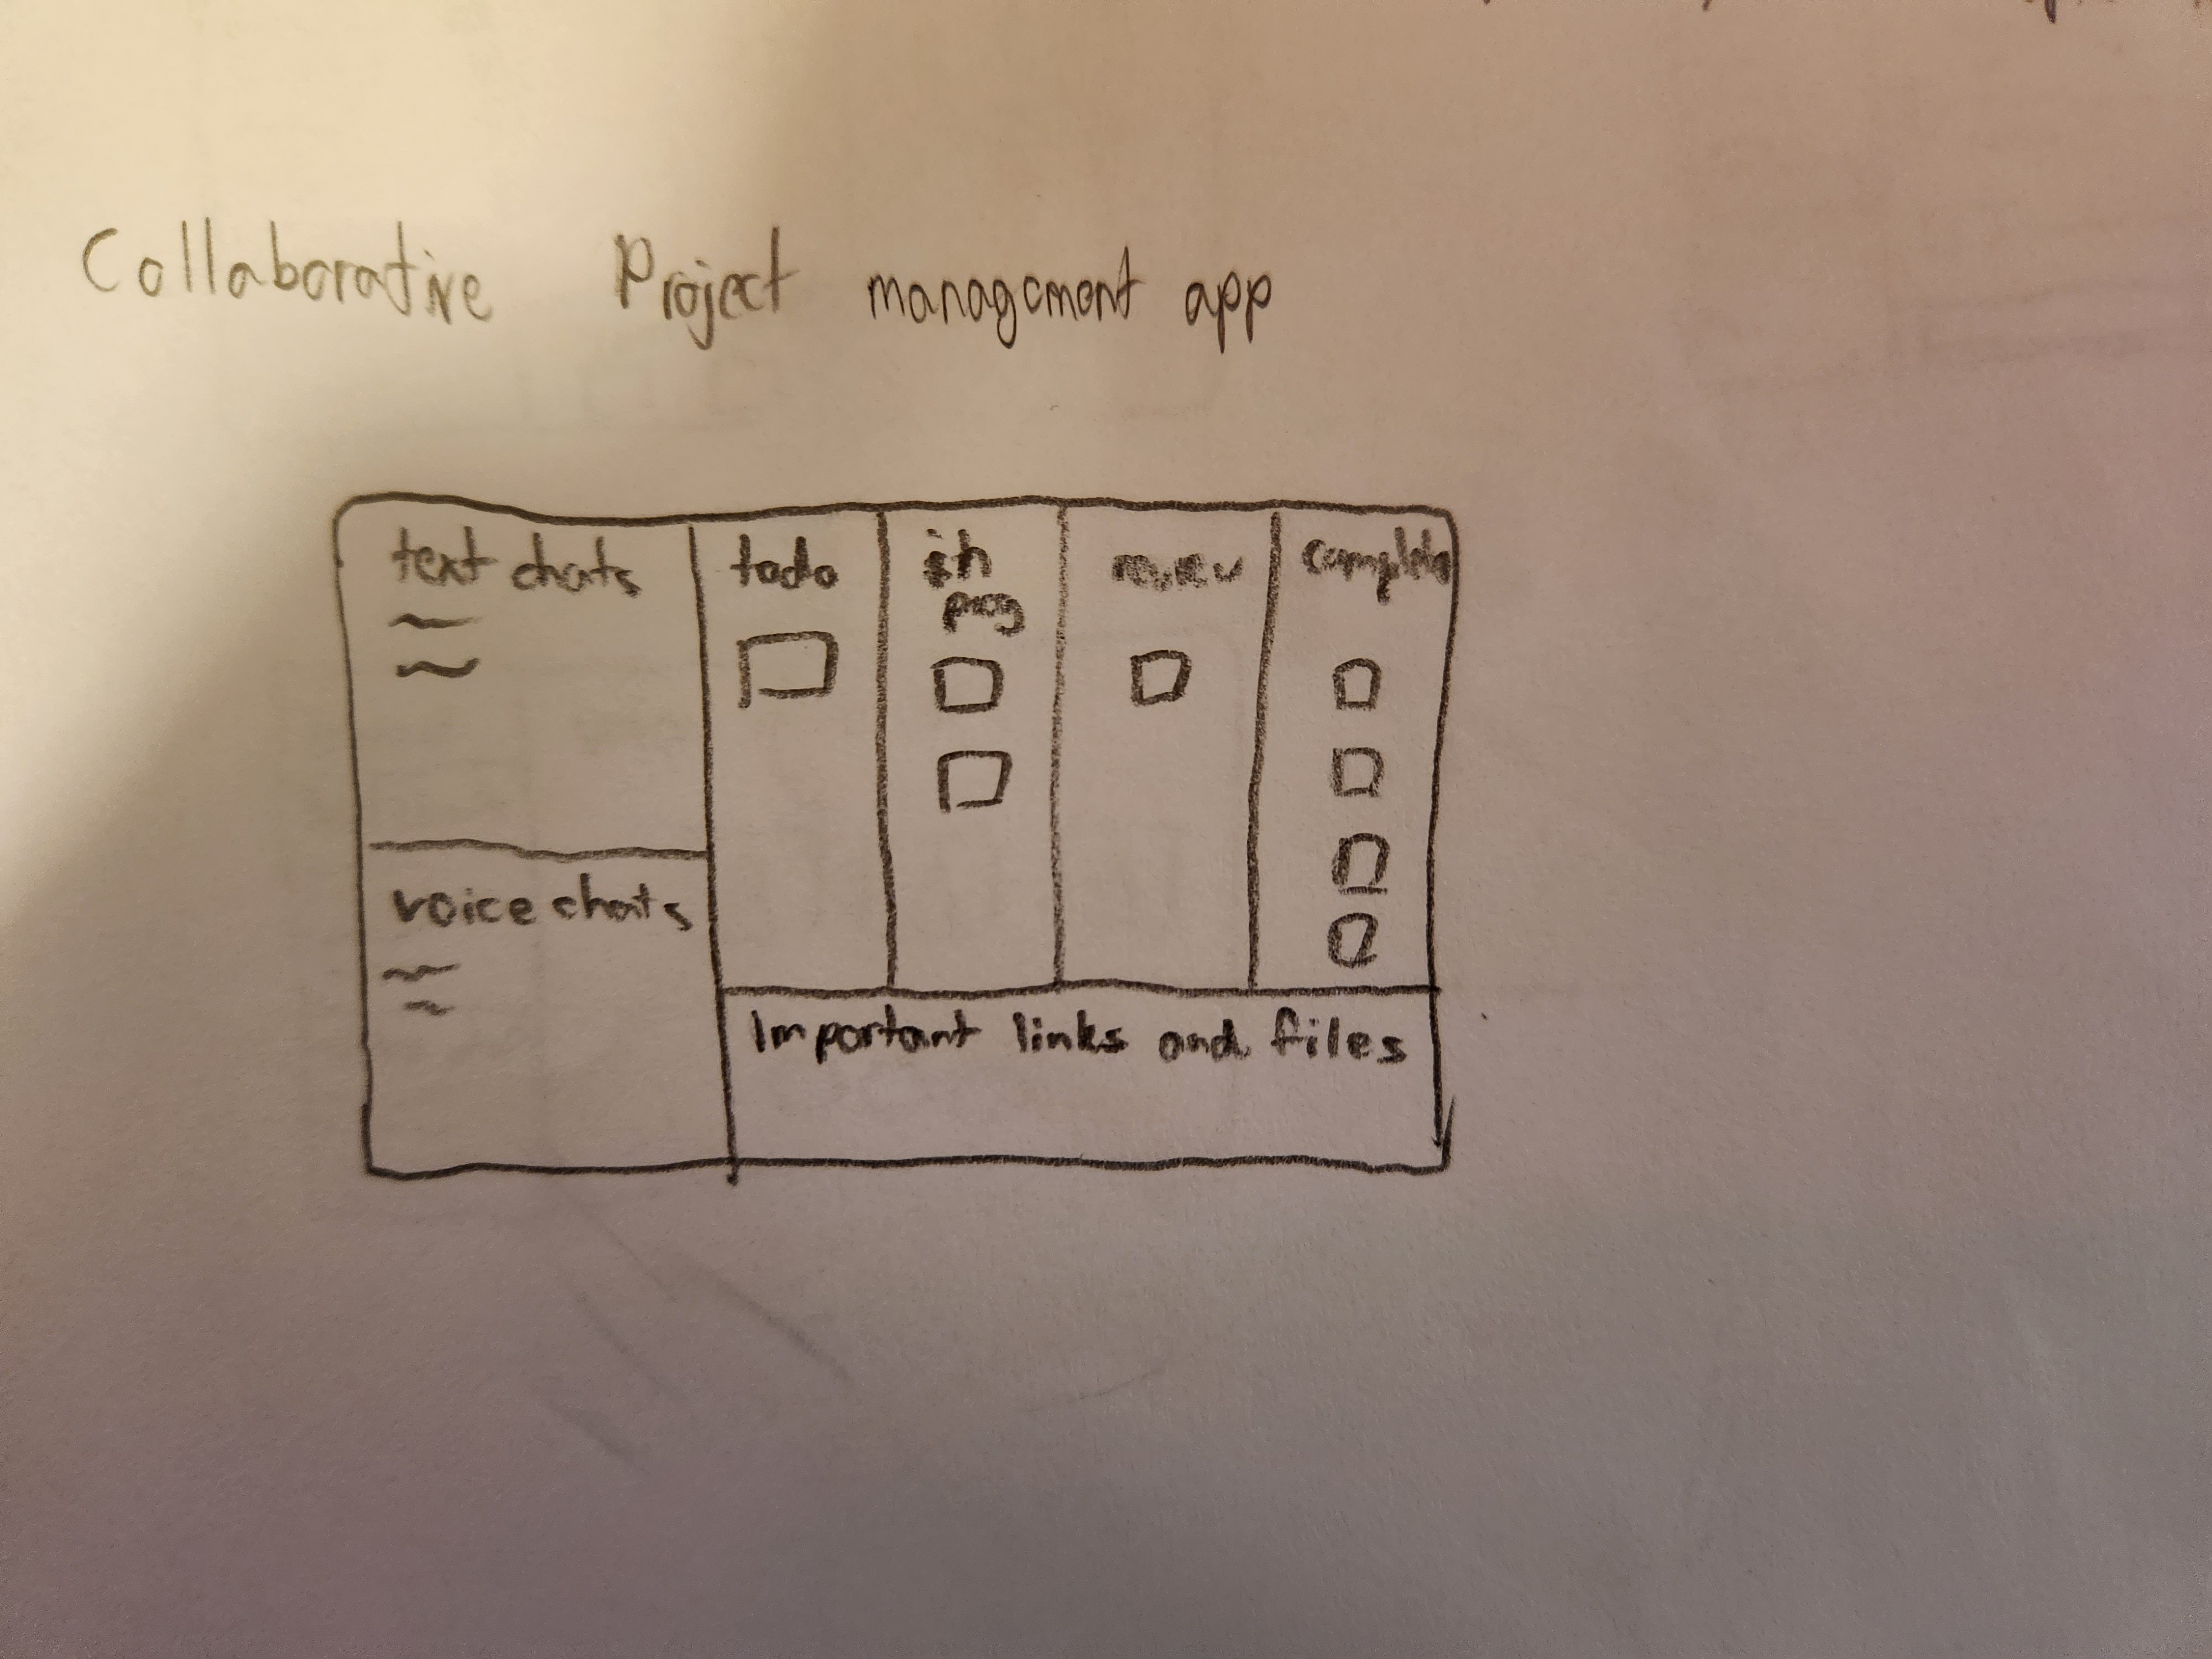 Collaborative Project management app
text chats
todo
in
prog
review
complete
voice chats
Important links and files